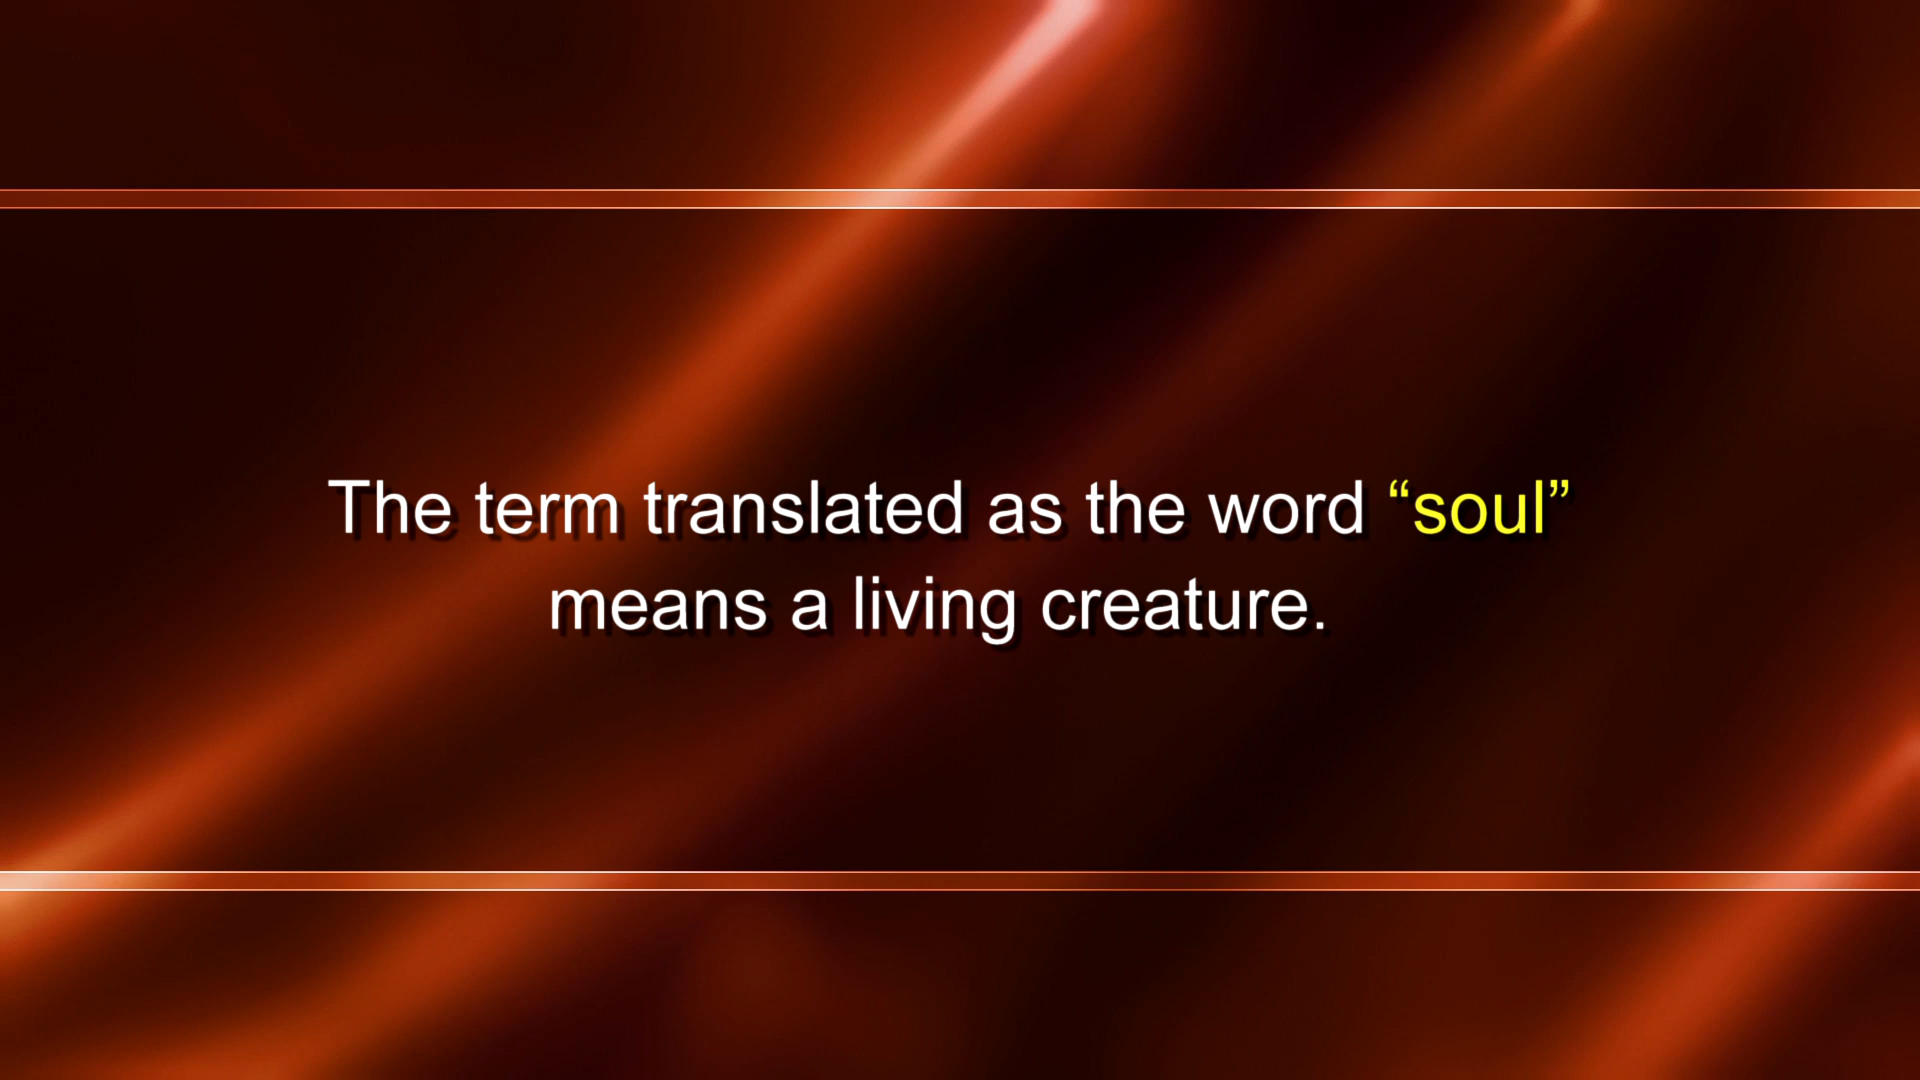 The term translated as the word “soul”
means a living creature.